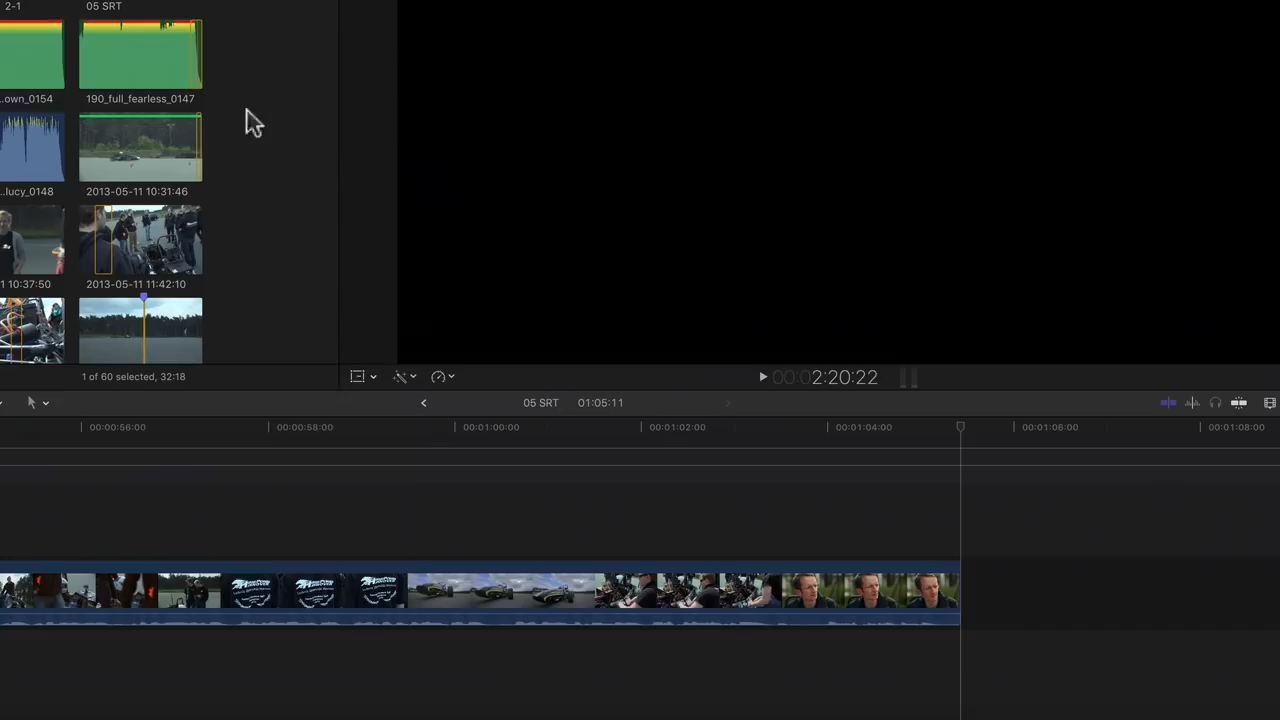 2-1
05 SRT
...own_0154
190_full_fearless_0147
...lucy_0148
2013-05-11 10:31:46
1 10:37:50
2013-05-11 11:42:10
1 of 60 selected, 32:18
00:00:2:20:22
05 SRT
01:05:11
00:00:56:00
00:00:58:00
00:01:00:00
00:01:02:00
00:01:04:00
00:01:06:00
00:01:08:00